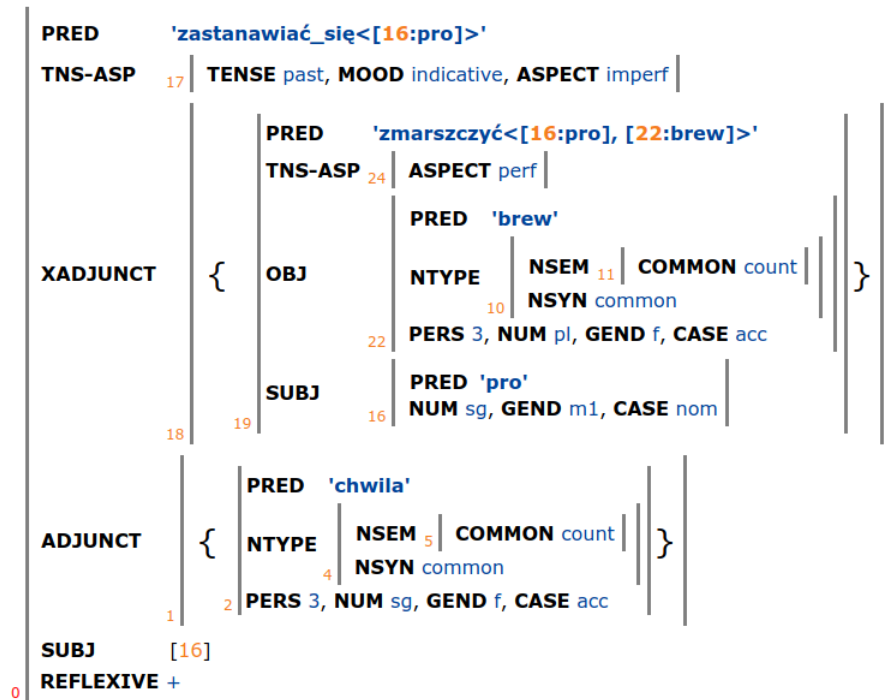 PRED 'zastanawiać_się<[16:pro]>'
TNS-ASP 17 TENSE past, MOOD indicative, ASPECT imperf
PRED 'zmarszczyć<[16:pro], [22:brew]>'
TNS-ASP 24 ASPECT perf
PRED 'brew'
XADJUNCT { OBJ NTYPE NSEM 11 COMMON count }
10 NSYN common
22 PERS 3, NUM pl, GEND f, CASE acc
SUBJ PRED 'pro'
16 NUM sg, GEND m1, CASE nom
18 19
PRED 'chwila'
ADJUNCT { NTYPE NSEM 5 COMMON count }
4 NSYN common
1 2 PERS 3, NUM sg, GEND f, CASE acc
SUBJ [16]
0 REFLEXIVE +